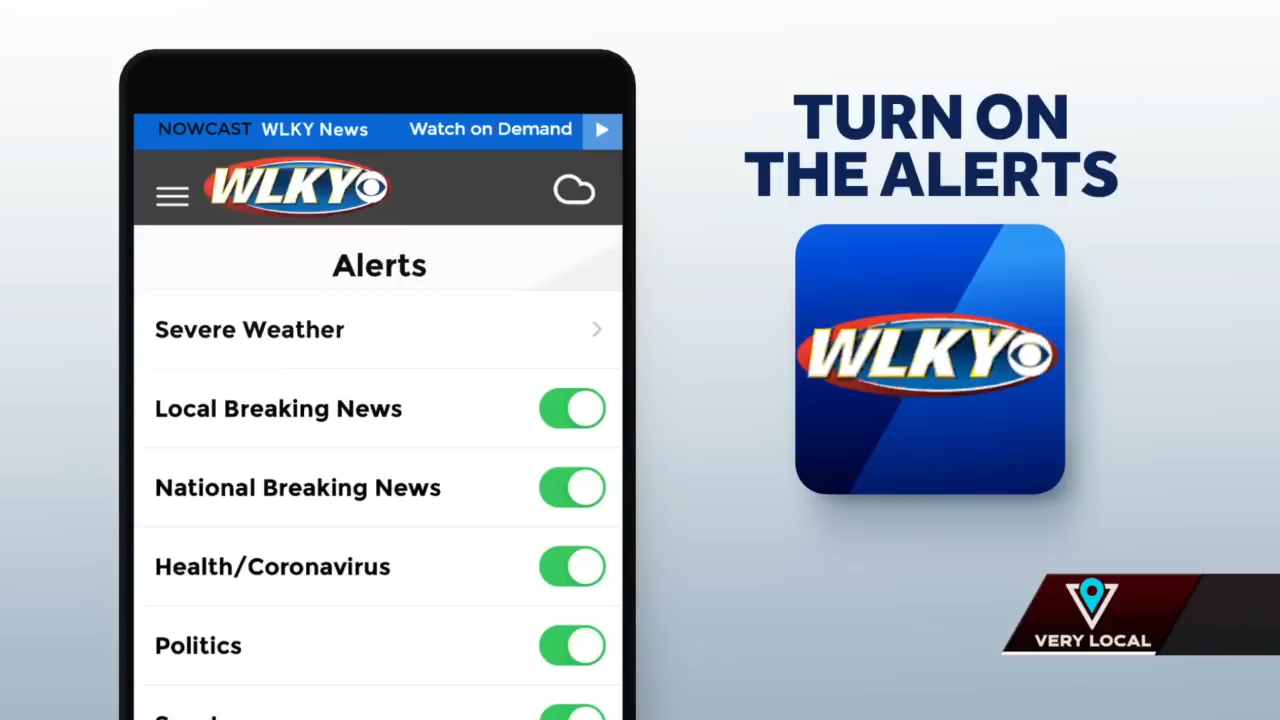 NOWCAST WLKY News Watch on Demand
WLKY
Alerts
Severe Weather
Local Breaking News
National Breaking News
Health/Coronavirus
Politics
TURN ON
THE ALERTS
WLKY
VERY LOCAL